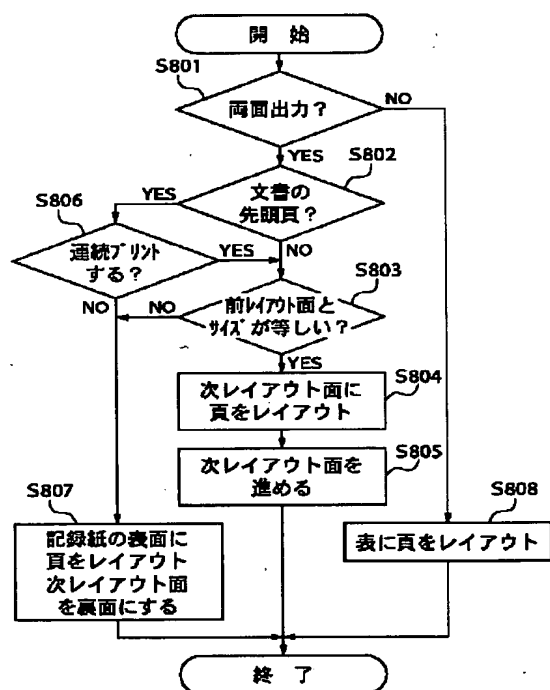 開 始
S801
両面出力？
NO
YES
S802
文書の
先頭頁？
YES
S806
連続ﾌﾟﾘﾝﾄ
する？
YES
NO
S803
NO
NO
前ﾚｲｱｳﾄ面と
ｻｲｽﾞが等しい？
YES
S804
次レイアウト面に
頁をレイアウト
S805
次レイアウト面を
進める
S807
記録紙の表面に
頁をレイアウト
次レイアウト面
を裏面にする
S808
表に頁をレイアウト
終 了